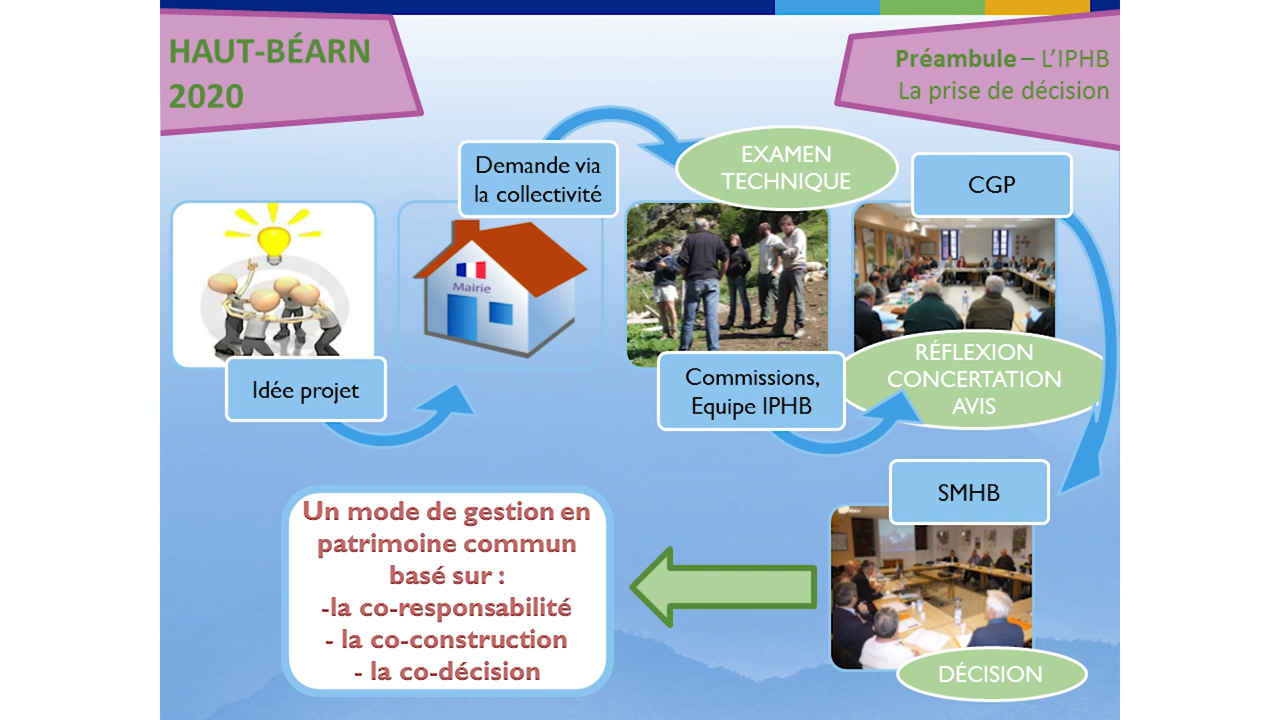 HAUT-BÉARN
2020
Préambule – L'IPHB
La prise de décision
Idée projet
Demande via
la collectivité
Mairie
EXAMEN
TECHNIQUE
Commissions,
Equipe IPHB
CGP
RÉFLEXION
CONCERTATION
AVIS
SMHB
DÉCISION
Un mode de gestion en
patrimoine commun
basé sur :
-la co-responsabilité
- la co-construction
- la co-décision